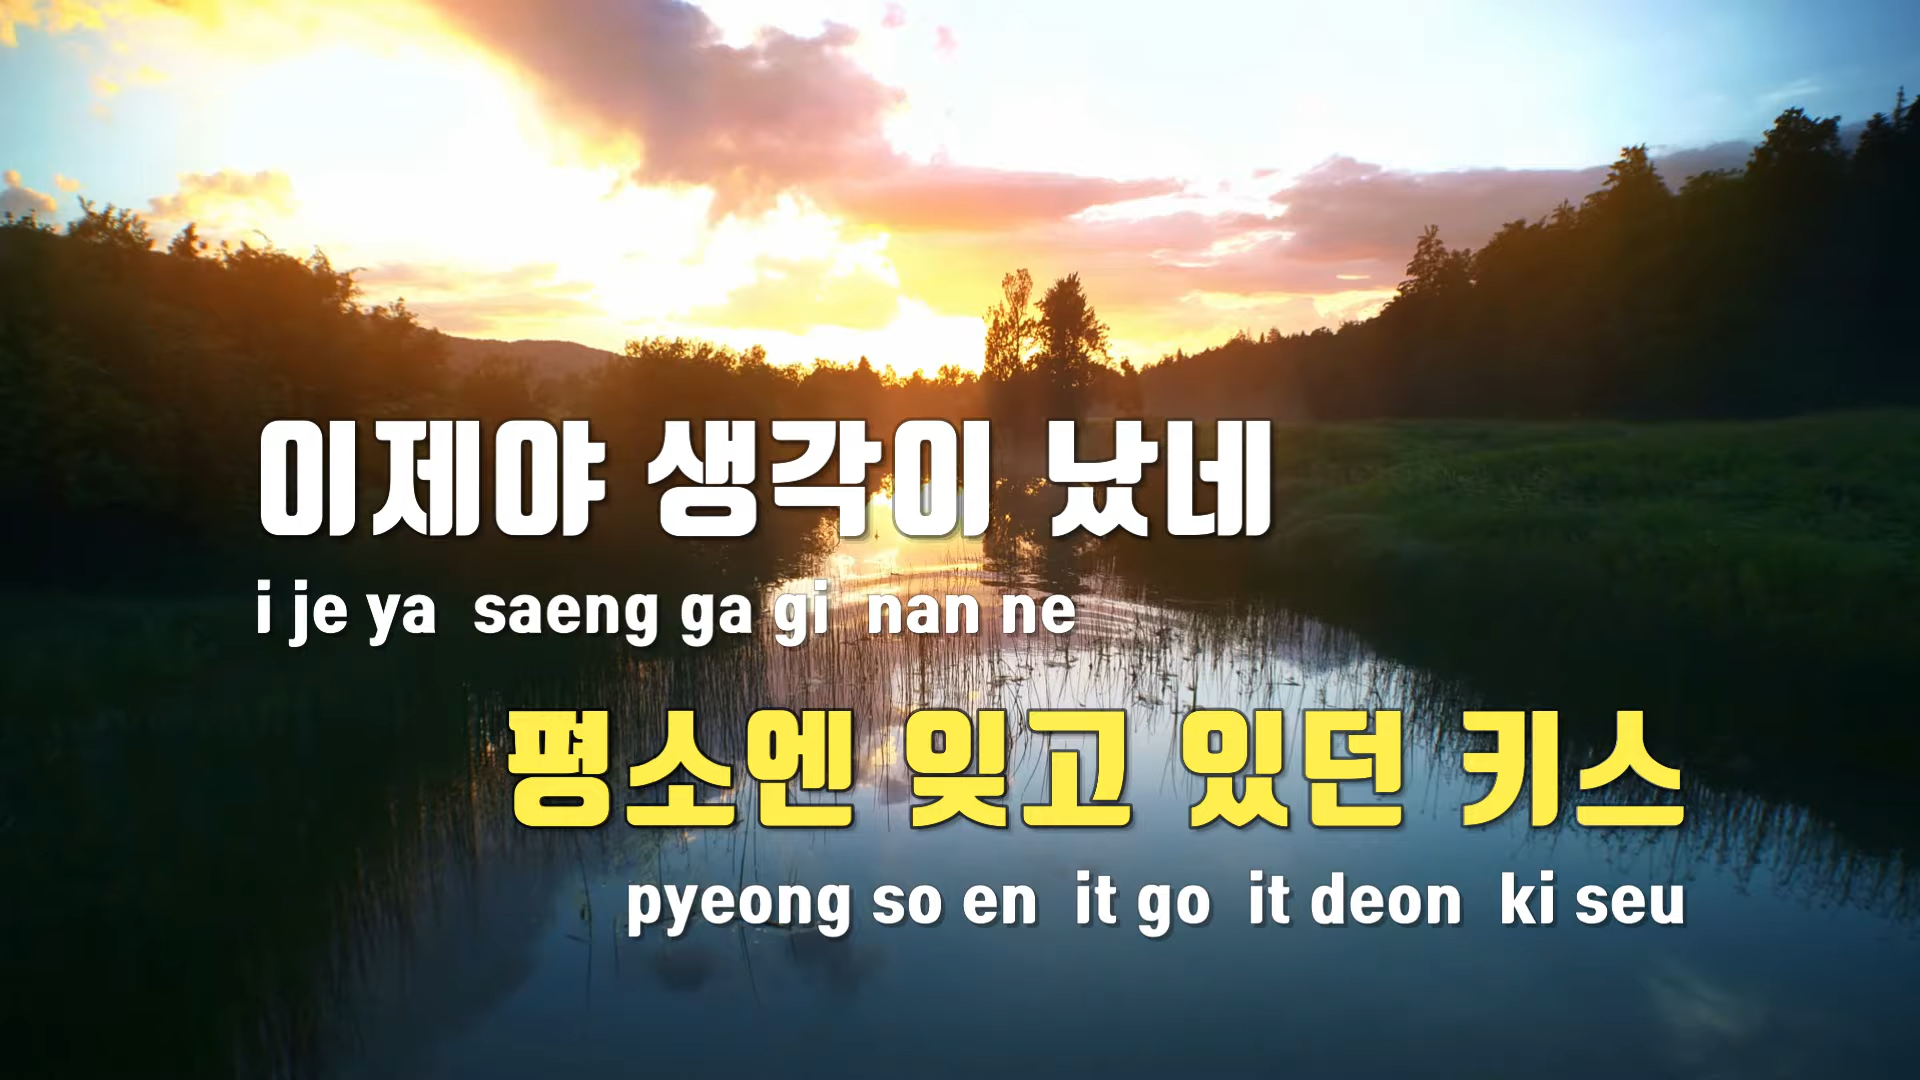 이제야 생각이 났네
i je ya saeng ga gi nan ne
평소엔 잊고 있던 키스
pyeong so en it go it deon ki seu